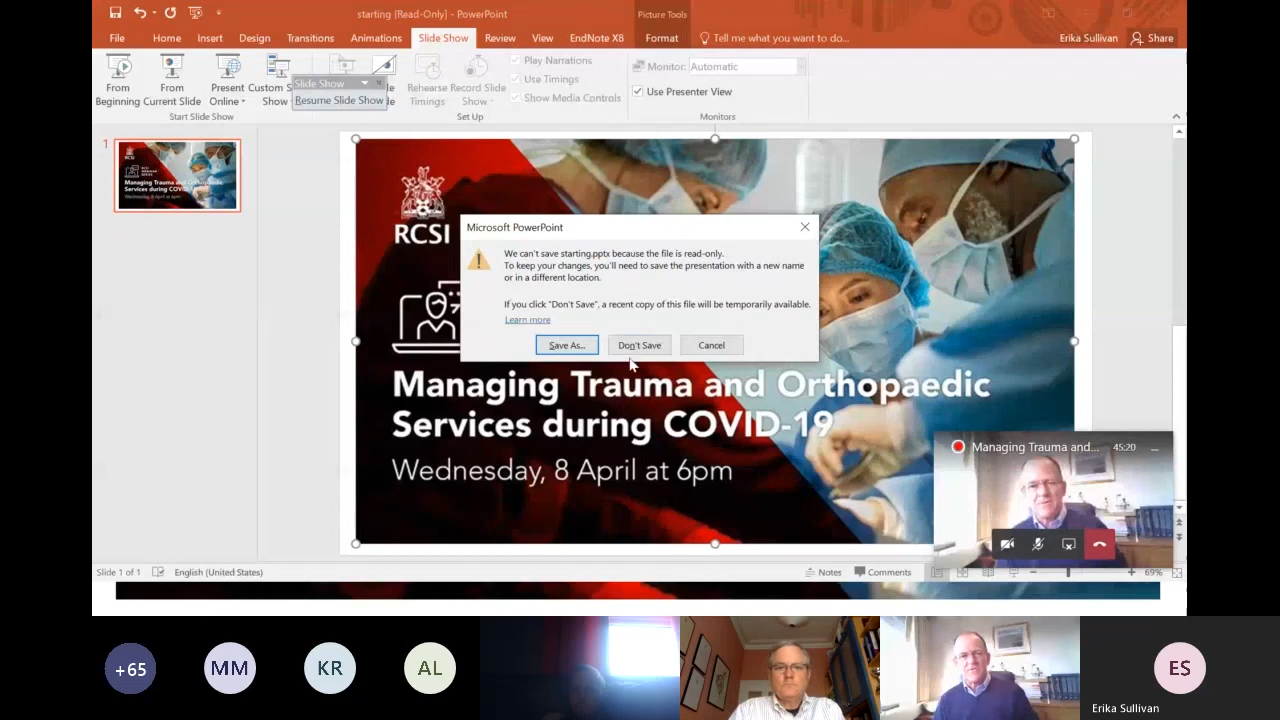 starting [Read-Only] - PowerPoint
Picture Tools
File
Home
Insert
Design
Transitions
Animations
Slide Show
Review
View
EndNote X8
Format
Tell me what you want to do...
Erika Sullivan
Share
From Beginning
From Current Slide
Present Online
Custom S
Show
Slide Show
Resume Slide Show
Rehearse Timings
Record Slide Show
Play Narrations
Use Timings
Show Media Controls
Monitor:
Automatic
Use Presenter View
Start Slide Show
Set Up
Monitors
1
RCSI
Microsoft PowerPoint
We can't save starting.pptx because the file is read-only.
To keep your changes, you'll need to save the presentation with a new name
or in a different location.
If you click "Don't Save", a recent copy of this file will be temporarily available.
Learn more
Save As...
Don't Save
Cancel
Managing Trauma and Orthopaedic
Services during COVID-19
Wednesday, 8 April at 6pm
Managing Trauma and...
45:20
Slide 1 of 1
English (United States)
Notes
Comments
69%
+65
MM
KR
AL
ES
Erika Sullivan